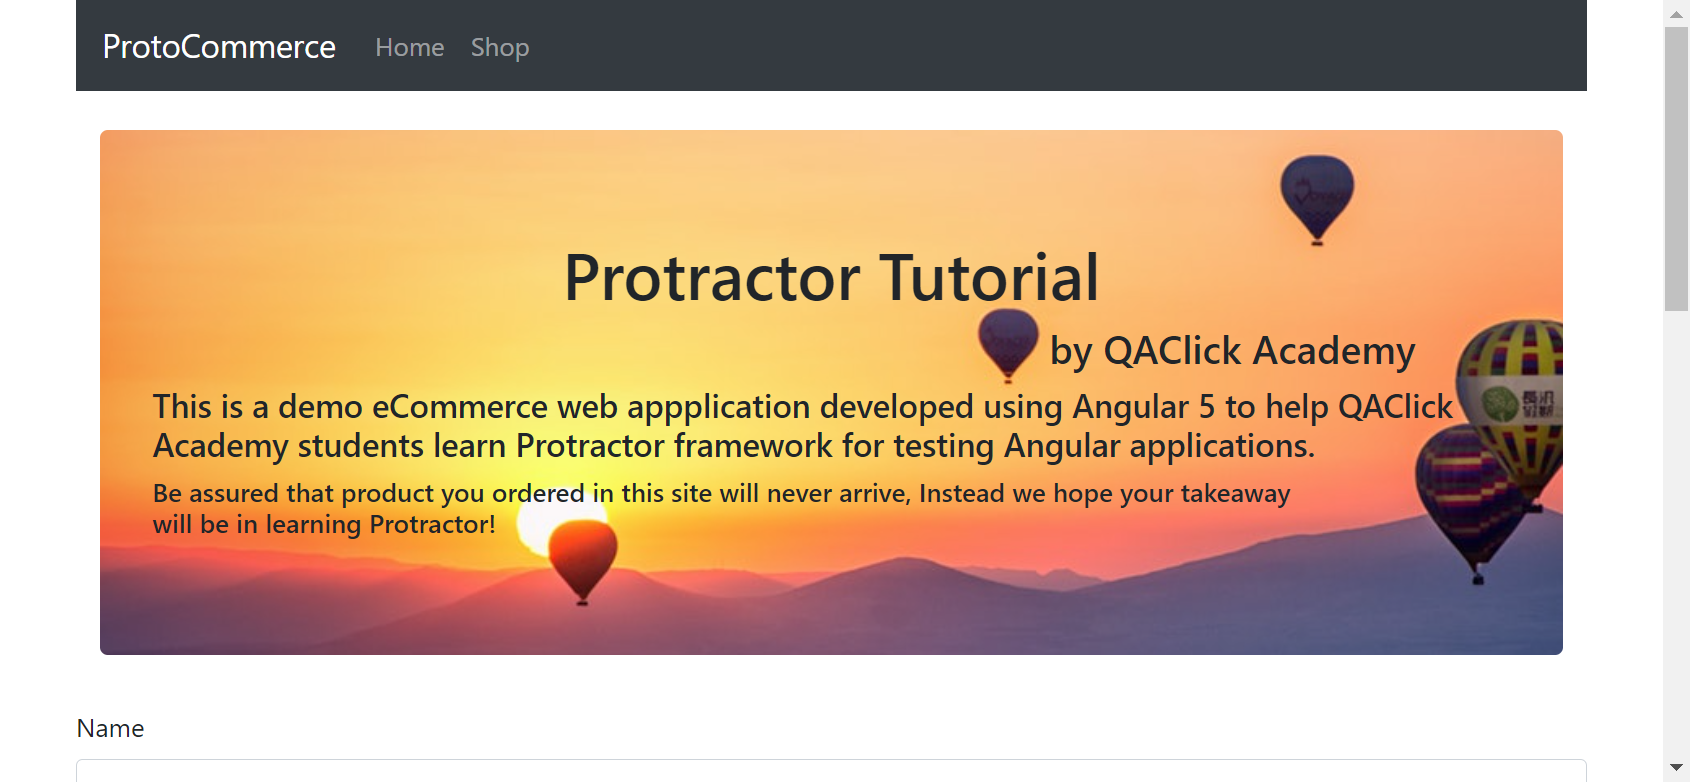 ProtoCommerce Home Shop
Protractor Tutorial
by QAClick Academy
This is a demo eCommerce web appplication developed using Angular 5 to help QAClick
Academy students learn Protractor framework for testing Angular applications.
Be assured that product you ordered in this site will never arrive, Instead we hope your takeaway
will be in learning Protractor!
Name